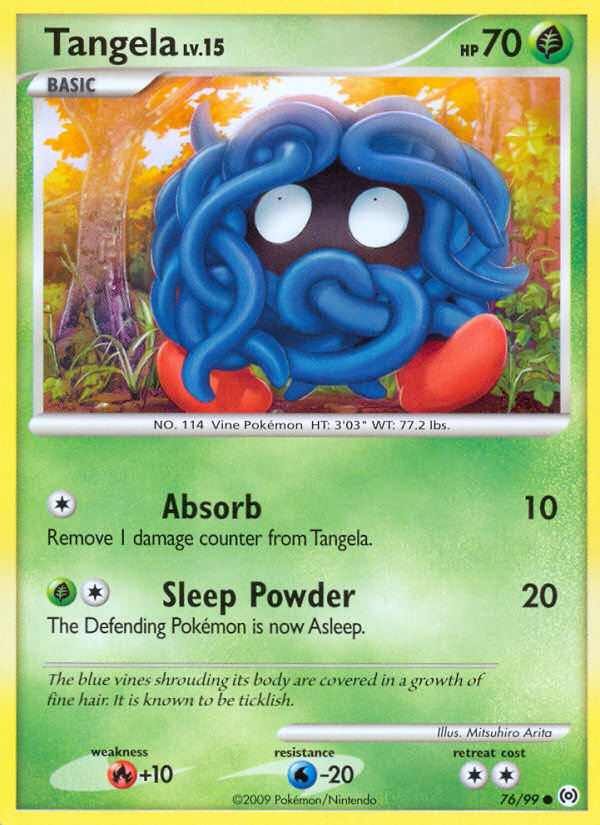 Tangela LV.15
HP 70
BASIC
NO. 114 Vine Pokémon HT: 3'03" WT: 77.2 lbs.
Absorb 10
Remove 1 damage counter from Tangela.
Sleep Powder 20
The Defending Pokémon is now Asleep.
The blue vines shrouding its body are covered in a growth of
fine hair. It is known to be ticklish.
Illus. Mitsuhiro Arita
weakness resistance retreat cost
+10 -20
©2009 Pokémon/Nintendo 76/99